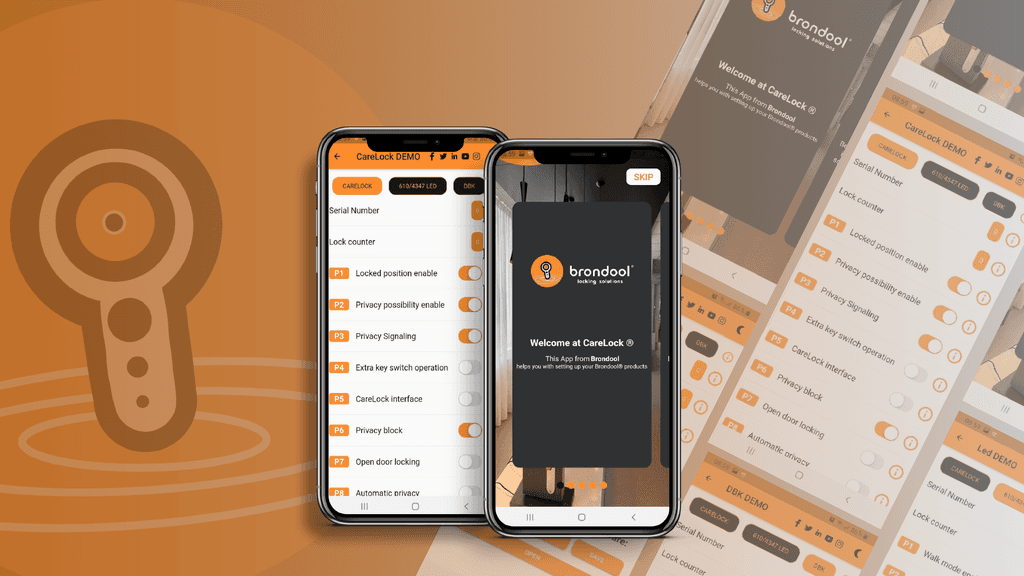 CareLock DEMO
CARELOCK
610/4347 LED
DBK
Serial Number
0
Lock counter
0
P1 Locked position enable
P2 Privacy possibility enable
P3 Privacy Signaling
P4 Extra key switch operation
P5 CareLock interface
P6 Privacy block
P7 Open door locking
P8 Automatic privacy
SKIP
brondool®
locking solutions
Welcome at CareLock ®
This App from Brondool
helps you with setting up your Brondool® products
brondool®
locking solutions
Welcome at CareLock ®
This App from Brondool
helps you with setting up your Brondool® products
CareLock DEMO
CARELOCK
610/4347 LED
DBK
Serial Number
0
Lock counter
0
P1 Locked position enable
P2 Privacy possibility enable
P3 Privacy Signaling
P4 Extra key switch operation
P5 CareLock interface
P6 Privacy block
P7 Open door locking
P8 Automatic privacy
DBK
Led DEMO
CARELOCK
Serial Number
Lock counter
P1
DBK DEMO
CARELOCK
610/4347 LED
DBK
Serial Number
Lock counter
OPEN
SAVE